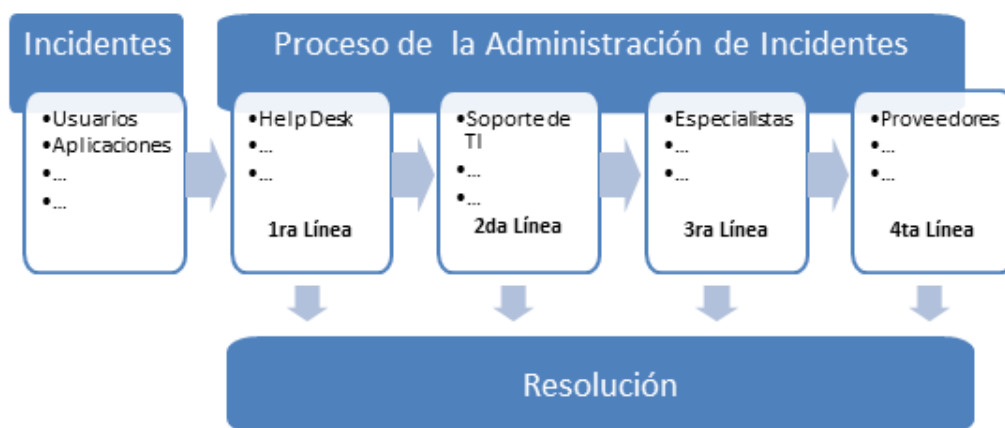 Incidentes
Proceso de la Administración de Incidentes
•Usuarios
•Aplicaciones
•...
•...
•Help Desk
•...
•...
1ra Línea
•Soporte de
TI
•...
•...
2da Línea
•Especialistas
•...
•...
3ra Línea
•Proveedores
•...
•...
4ta Línea
Resolución